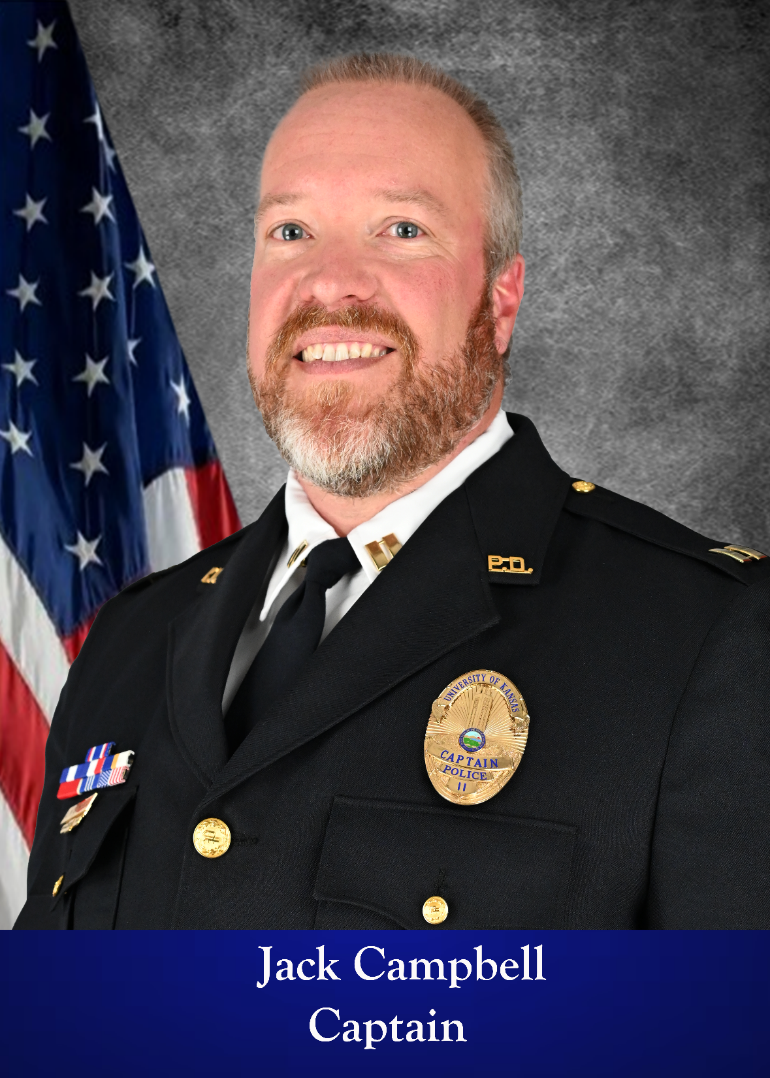 P.D.
UNIVERSITY OF KANSAS
CAPTAIN
POLICE
11
Jack Campbell
Captain